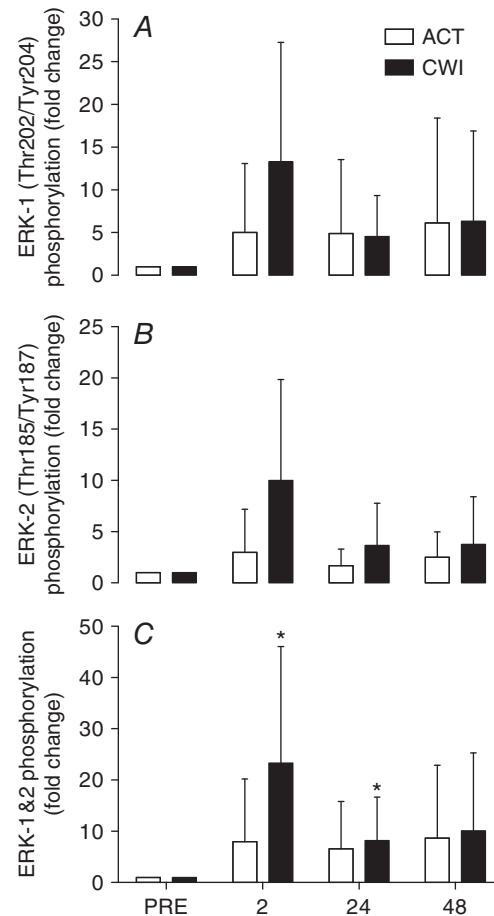 A
ACT
CWI
ERK-1 (Thr202/Tyr204)
phosphorylation (fold change)
30
25
20
15
10
5
0
B
ERK-2 (Thr185/Tyr187)
phosphorylation (fold change)
25
20
15
10
5
0
C
ERK-1&2 phosphorylation
(fold change)
50
40
30
20
10
0
*
*
PRE 2 24 48